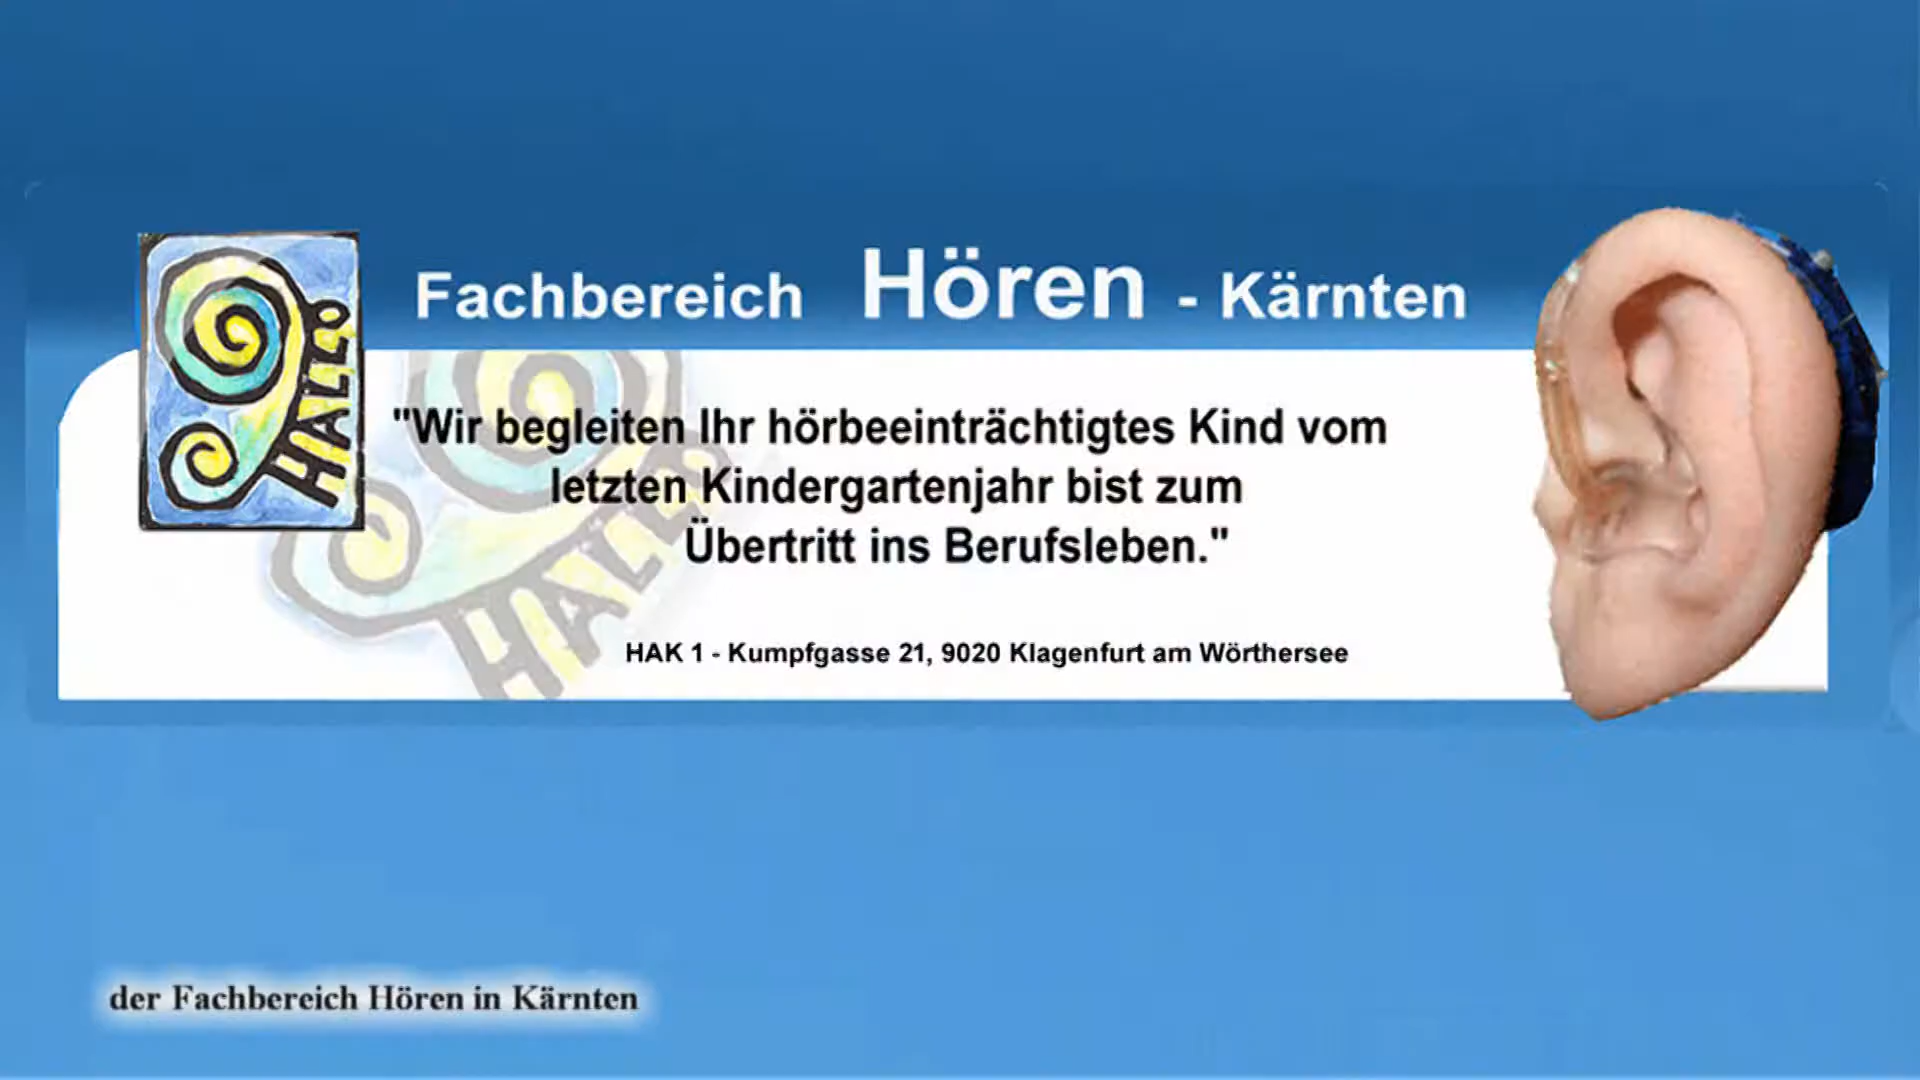 Fachbereich Hören - Kärnten
HALLO
"Wir begleiten Ihr hörbeeinträchtigtes Kind vom
letzten Kindergartenjahr bist zum
Übertritt ins Berufsleben."
HALLO
HAK 1 - Kumpfgasse 21, 9020 Klagenfurt am Wörthersee
der Fachbereich Hören in Kärnten